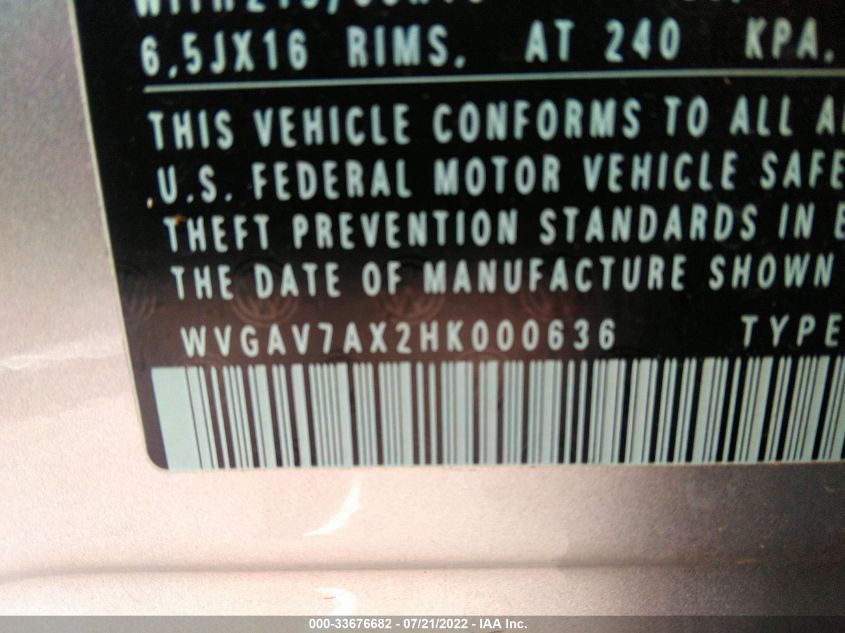 6.5JX16 RIMS. AT 240 KPA.
THIS VEHICLE CONFORMS TO ALL
U.S. FEDERAL MOTOR VEHICLE
THEFT PREVENTION STANDARDS IN
THE DATE OF MANUFACTURE SHOWN
WVGAV7AX2HK000636 TYPE
000-33676682 - 07/21/2022 - IAA Inc.